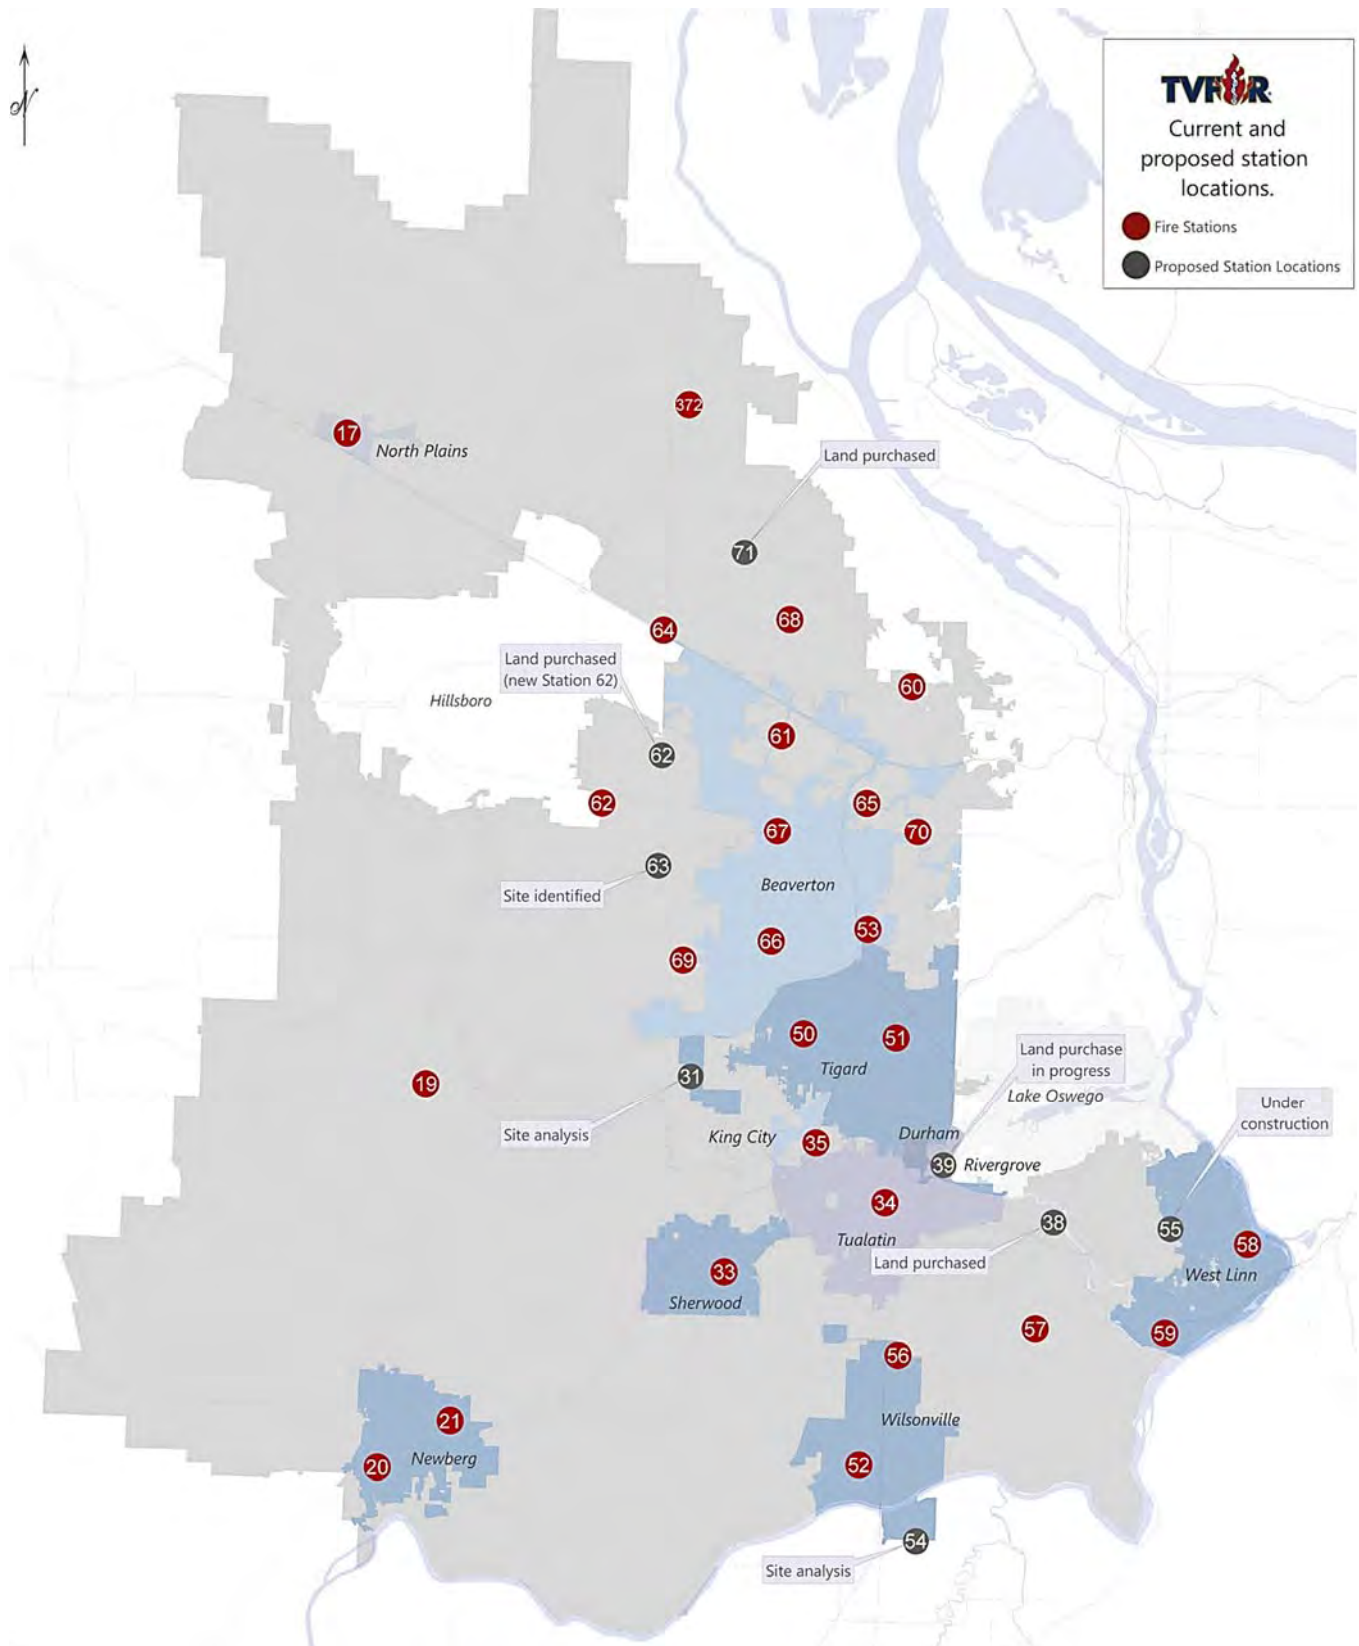 N
TVF&R
Current and
proposed station
locations.
Fire Stations
Proposed Station Locations
372
17
North Plains
Land purchased
71
68
64
Land purchased
(new Station 62)
60
Hillsboro
61
62
62
65
67
70
63
Beaverton
Site identified
53
66
69
50
51
Land purchase
in progress
Tigard
31
19
Lake Oswego
Under
construction
Site analysis
King City
35
Durham
39
Rivergrove
34
38
55
Tualatin
58
Land purchased
33
West Linn
Sherwood
57
59
56
21
Wilsonville
Newberg
20
52
54
Site analysis